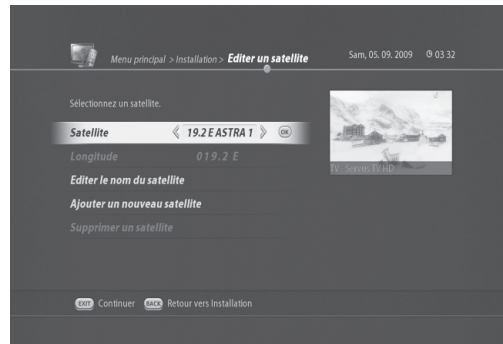 Menu principal > Installation > Editer un satellite
Sam, 05. 09. 2009 03:32
Sélectionnez un satellite.
Satellite 19.2 E ASTRA 1 OK
Longitude 019.2 E
Editer le nom du satellite
Ajouter un nouveau satellite
Supprimer un satellite
TV : Servus TV HD
EXIT Continuer BACK Retour vers Installation